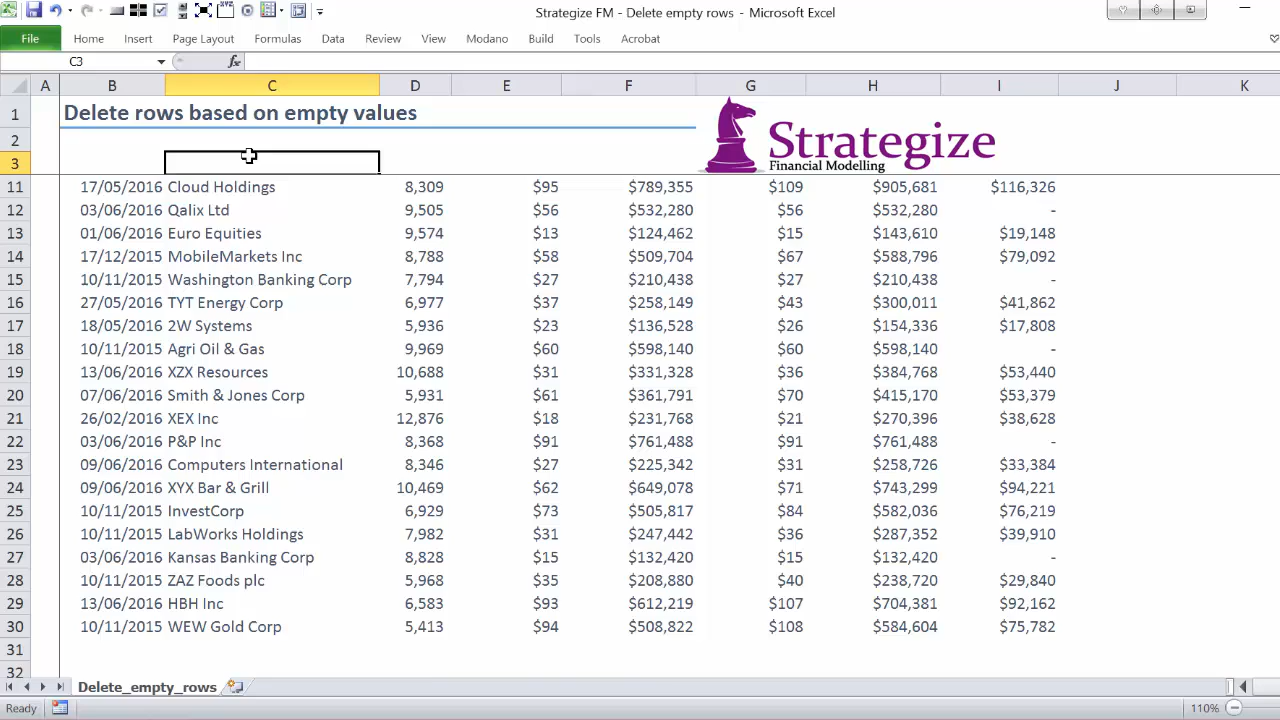 Strategize FM - Delete empty rows - Microsoft Excel
File Home Insert Page Layout Formulas Data Review View Modano Build Tools Acrobat
C3 fx
A B C D E F G H I J K
1 Delete rows based on empty values
2 Strategize
3 Financial Modelling
11 17/05/2016 Cloud Holdings 8,309 $95 $789,355 $109 $905,681 $116,326
12 03/06/2016 Qalix Ltd 9,505 $56 $532,280 $56 $532,280 -
13 01/06/2016 Euro Equities 9,574 $13 $124,462 $15 $143,610 $19,148
14 17/12/2015 MobileMarkets Inc 8,788 $58 $509,704 $67 $588,796 $79,092
15 10/11/2015 Washington Banking Corp 7,794 $27 $210,438 $27 $210,438 -
16 27/05/2016 TYT Energy Corp 6,977 $37 $258,149 $43 $300,011 $41,862
17 18/05/2016 2W Systems 5,936 $23 $136,528 $26 $154,336 $17,808
18 10/11/2015 Agri Oil & Gas 9,969 $60 $598,140 $60 $598,140 -
19 13/06/2016 XZX Resources 10,688 $31 $331,328 $36 $384,768 $53,440
20 07/06/2016 Smith & Jones Corp 5,931 $61 $361,791 $70 $415,170 $53,379
21 26/02/2016 XEX Inc 12,876 $18 $231,768 $21 $270,396 $38,628
22 03/06/2016 P&P Inc 8,368 $91 $761,488 $91 $761,488 -
23 09/06/2016 Computers International 8,346 $27 $225,342 $31 $258,726 $33,384
24 09/06/2016 XYX Bar & Grill 10,469 $62 $649,078 $71 $743,299 $94,221
25 10/11/2015 InvestCorp 6,929 $73 $505,817 $84 $582,036 $76,219
26 10/11/2015 LabWorks Holdings 7,982 $31 $247,442 $36 $287,352 $39,910
27 03/06/2016 Kansas Banking Corp 8,828 $15 $132,420 $15 $132,420 -
28 10/11/2015 ZAZ Foods plc 5,968 $35 $208,880 $40 $238,720 $29,840
29 13/06/2016 HBH Inc 6,583 $93 $612,219 $107 $704,381 $92,162
30 10/11/2015 WEW Gold Corp 5,413 $94 $508,822 $108 $584,604 $75,782
31
32
Delete_empty_rows
Ready 110%